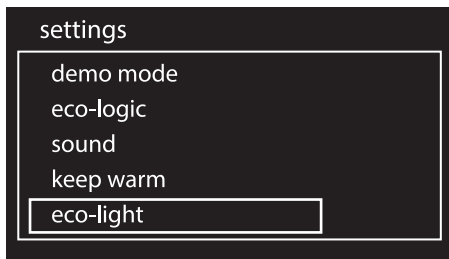 settings
demo mode
eco-logic
sound
keep warm
eco-light